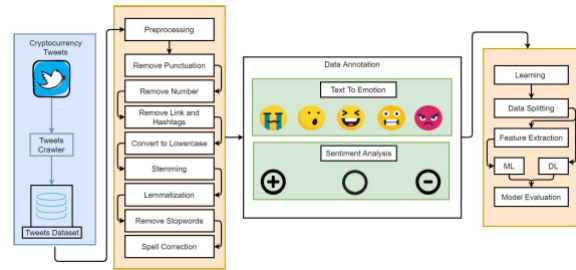 Cryptocurrency
Tweets
Tweets
Crawler
Tweets Dataset
Preprocessing
Remove Punctuation
Remove Number
Remove Link and
Hashtags
Convert to Lowercase
Stemming
Lemmatization
Remove Stopwords
Spell Correction
Data Annotation
Text To Emotion
Sentiment Analysis
Learning
Data Splitting
Feature Extraction
ML
DL
Model Evaluation